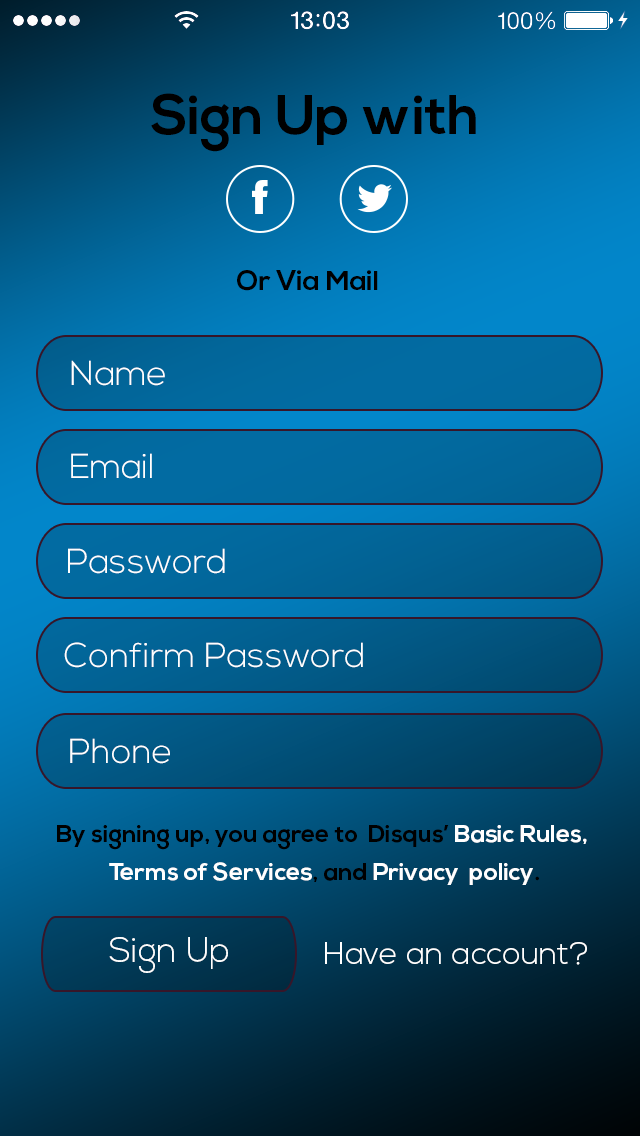 13:03 100%
Sign Up with
Or Via Mail
Name
Email
Password
Confirm Password
Phone
By signing up, you agree to Disqus’ Basic Rules,
Terms of Services, and Privacy policy.
Sign Up Have an account?